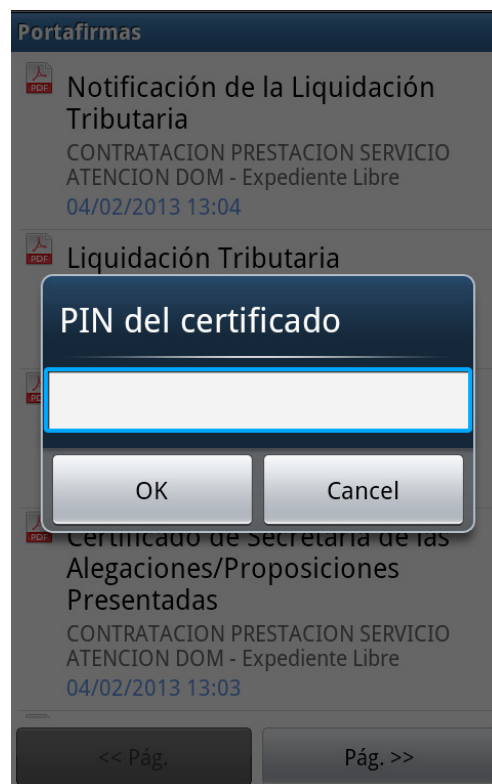 Portafirmas
PDF
Notificación de la Liquidación
Tributaria
CONTRATACION PRESTACION SERVICIO
ATENCION DOM - Expediente Libre
04/02/2013 13:04
PDF
Liquidación Tributaria
PIN del certificado
OK
Cancel
PDF
Certificado de Secretaria de las
Alegaciones/Proposiciones
Presentadas
CONTRATACION PRESTACION SERVICIO
ATENCION DOM - Expediente Libre
04/02/2013 13:03
<< Pág.
Pág. >>